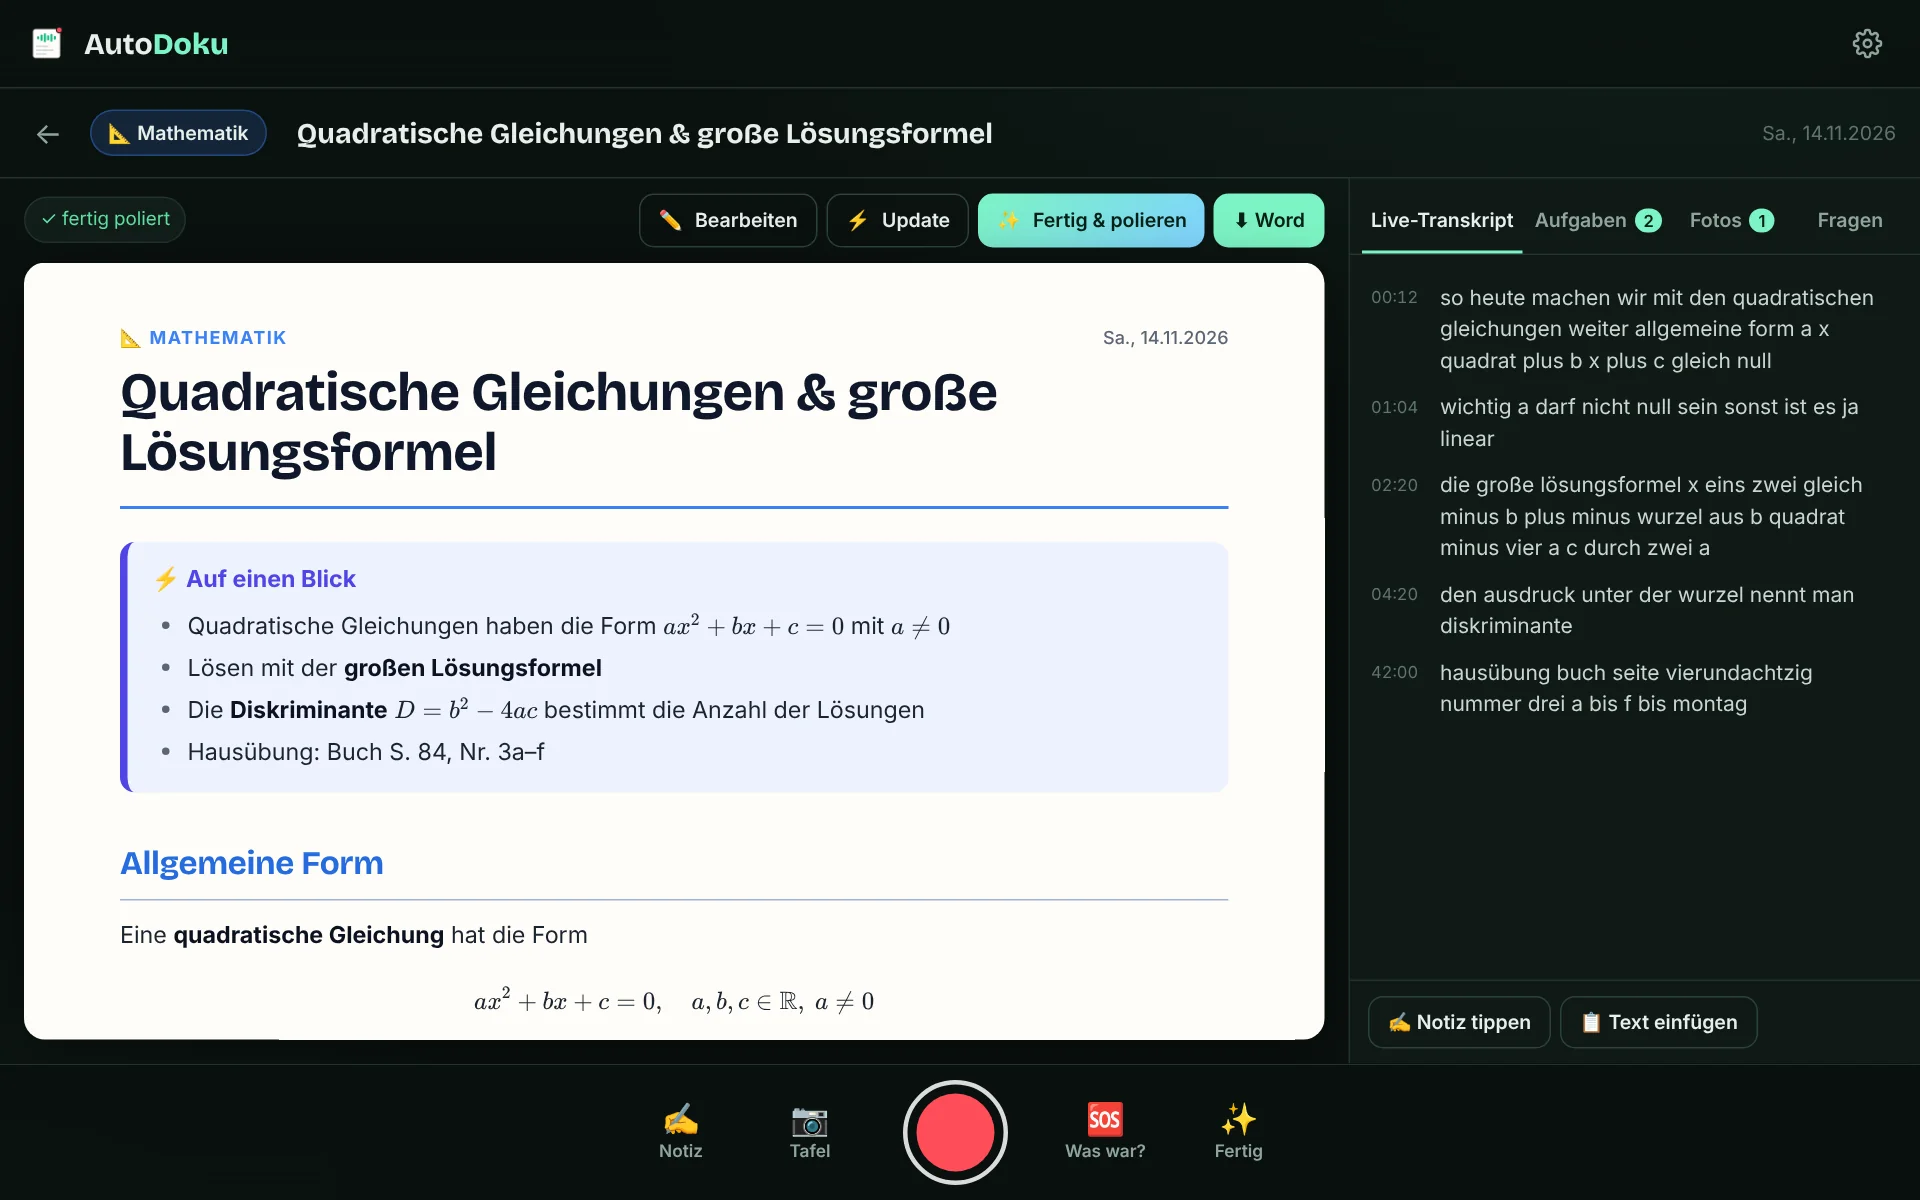 AutoDoku
📐 Mathematik
Quadratische Gleichungen & große Lösungsformel
Sa., 14.11.2026
✓ fertig poliert
✏️ Bearbeiten
⚡ Update
✨ Fertig & polieren
⬇ Word
📐 MATHEMATIK
Sa., 14.11.2026
Quadratische Gleichungen & große
Lösungsformel
⚡ Auf einen Blick
• Quadratische Gleichungen haben die Form ax² + bx + c = 0 mit a ≠ 0
• Lösen mit der großen Lösungsformel
• Die Diskriminante D = b² − 4ac bestimmt die Anzahl der Lösungen
• Hausübung: Buch S. 84, Nr. 3a–f
Allgemeine Form
Eine quadratische Gleichung hat die Form
ax² + bx + c = 0, a, b, c ∈ ℝ, a ≠ 0
Live-Transkript
Aufgaben 2
Fotos 1
Fragen
00:12 so heute machen wir mit den quadratischen
gleichungen weiter allgemeine form a x
quadrat plus b x plus c gleich null
01:04 wichtig a darf nicht null sein sonst ist es ja
linear
02:20 die große lösungsformel x eins zwei gleich
minus b plus minus wurzel aus b quadrat
minus vier a c durch zwei a
04:20 den ausdruck unter der wurzel nennt man
diskriminante
42:00 hausübung buch seite vierundachtzig
nummer drei a bis f bis montag
✍️ Notiz tippen
📋 Text einfügen
Notiz
Tafel
SOS
Was war?
Fertig